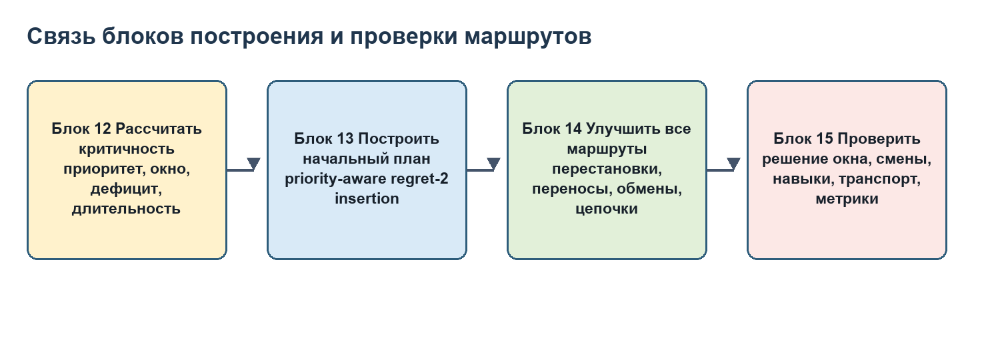 Связь блоков построения и проверки маршрутов
Блок 12 Рассчитать
критичность
приоритет, окно,
дефицит,
длительность
Блок 13 Построить
начальный план
priority-aware regret-2
insertion
Блок 14 Улучшить все
маршруты
перестановки,
переносы, обмены,
цепочки
Блок 15 Проверить
решение окна, смены,
навыки, транспорт,
метрики